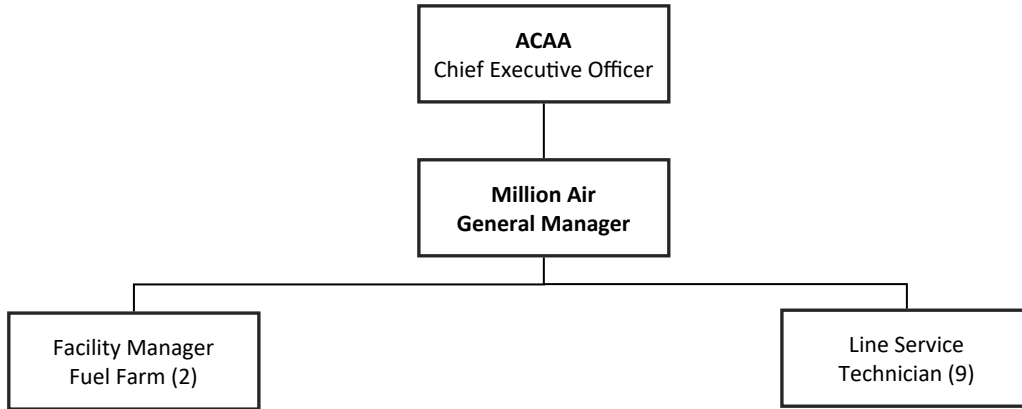 ACAA
Chief Executive Officer
Million Air
General Manager
Facility Manager
Fuel Farm (2)
Line Service
Technician (9)